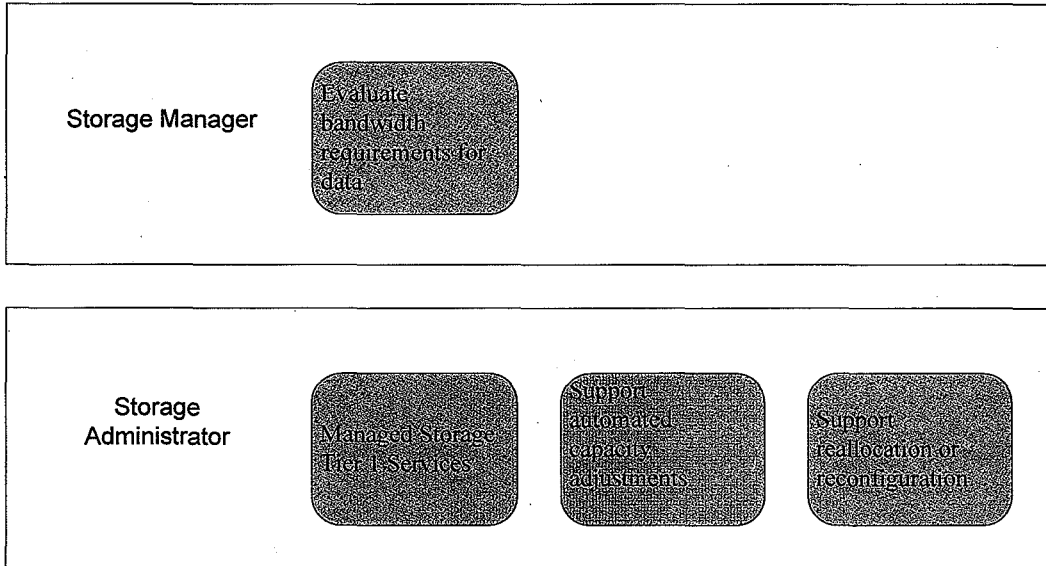 Storage Manager
Evaluate
bandwidth
requirements for
data
Storage
Administrator
Managed Storage
Tier 1 Services
Support
automated
capacity
adjustments
Support
reallocation or
reconfiguration